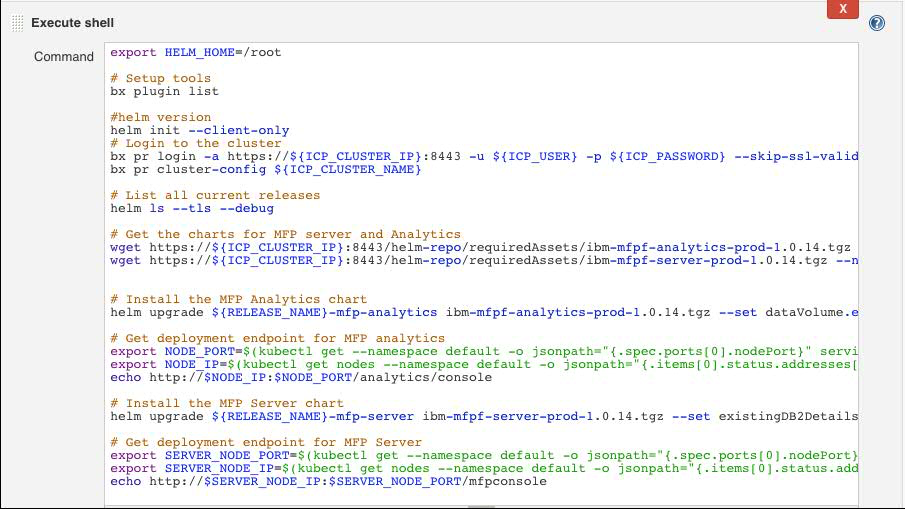 X
Execute shell
?
Command
export HELM_HOME=/root
# Setup tools
bx plugin list
#helm version
helm init --client-only
# Login to the cluster
bx pr login -a https://${ICP_CLUSTER_IP}:8443 -u ${ICP_USER} -p ${ICP_PASSWORD} --skip-ssl-valid
bx pr cluster-config ${ICP_CLUSTER_NAME}
# List all current releases
helm ls --tls --debug
# Get the charts for MFP server and Analytics
wget https://${ICP_CLUSTER_IP}:8443/helm-repo/requiredAssets/ibm-mfpf-analytics-prod-1.0.14.tgz
wget https://${ICP_CLUSTER_IP}:8443/helm-repo/requiredAssets/ibm-mfpf-server-prod-1.0.14.tgz --n
# Install the MFP Analytics chart
helm upgrade ${RELEASE_NAME}-mfp-analytics ibm-mfpf-analytics-prod-1.0.14.tgz --set dataVolume.e
# Get deployment endpoint for MFP analytics
export NODE_PORT=$(kubectl get --namespace default -o jsonpath="{.spec.ports[0].nodePort}" servi
export NODE_IP=$(kubectl get nodes --namespace default -o jsonpath="{.items[0].status.addresses[
echo http://$NODE_IP:$NODE_PORT/analytics/console
# Install the MFP Server chart
helm upgrade ${RELEASE_NAME}-mfp-server ibm-mfpf-server-prod-1.0.14.tgz --set existingDB2Details
# Get deployment endpoint for MFP Server
export SERVER_NODE_PORT=$(kubectl get --namespace default -o jsonpath="{.spec.ports[0].nodePort}
export SERVER_NODE_IP=$(kubectl get nodes --namespace default -o jsonpath="{.items[0].status.add
echo http://$SERVER_NODE_IP:$SERVER_NODE_PORT/mfpconsole